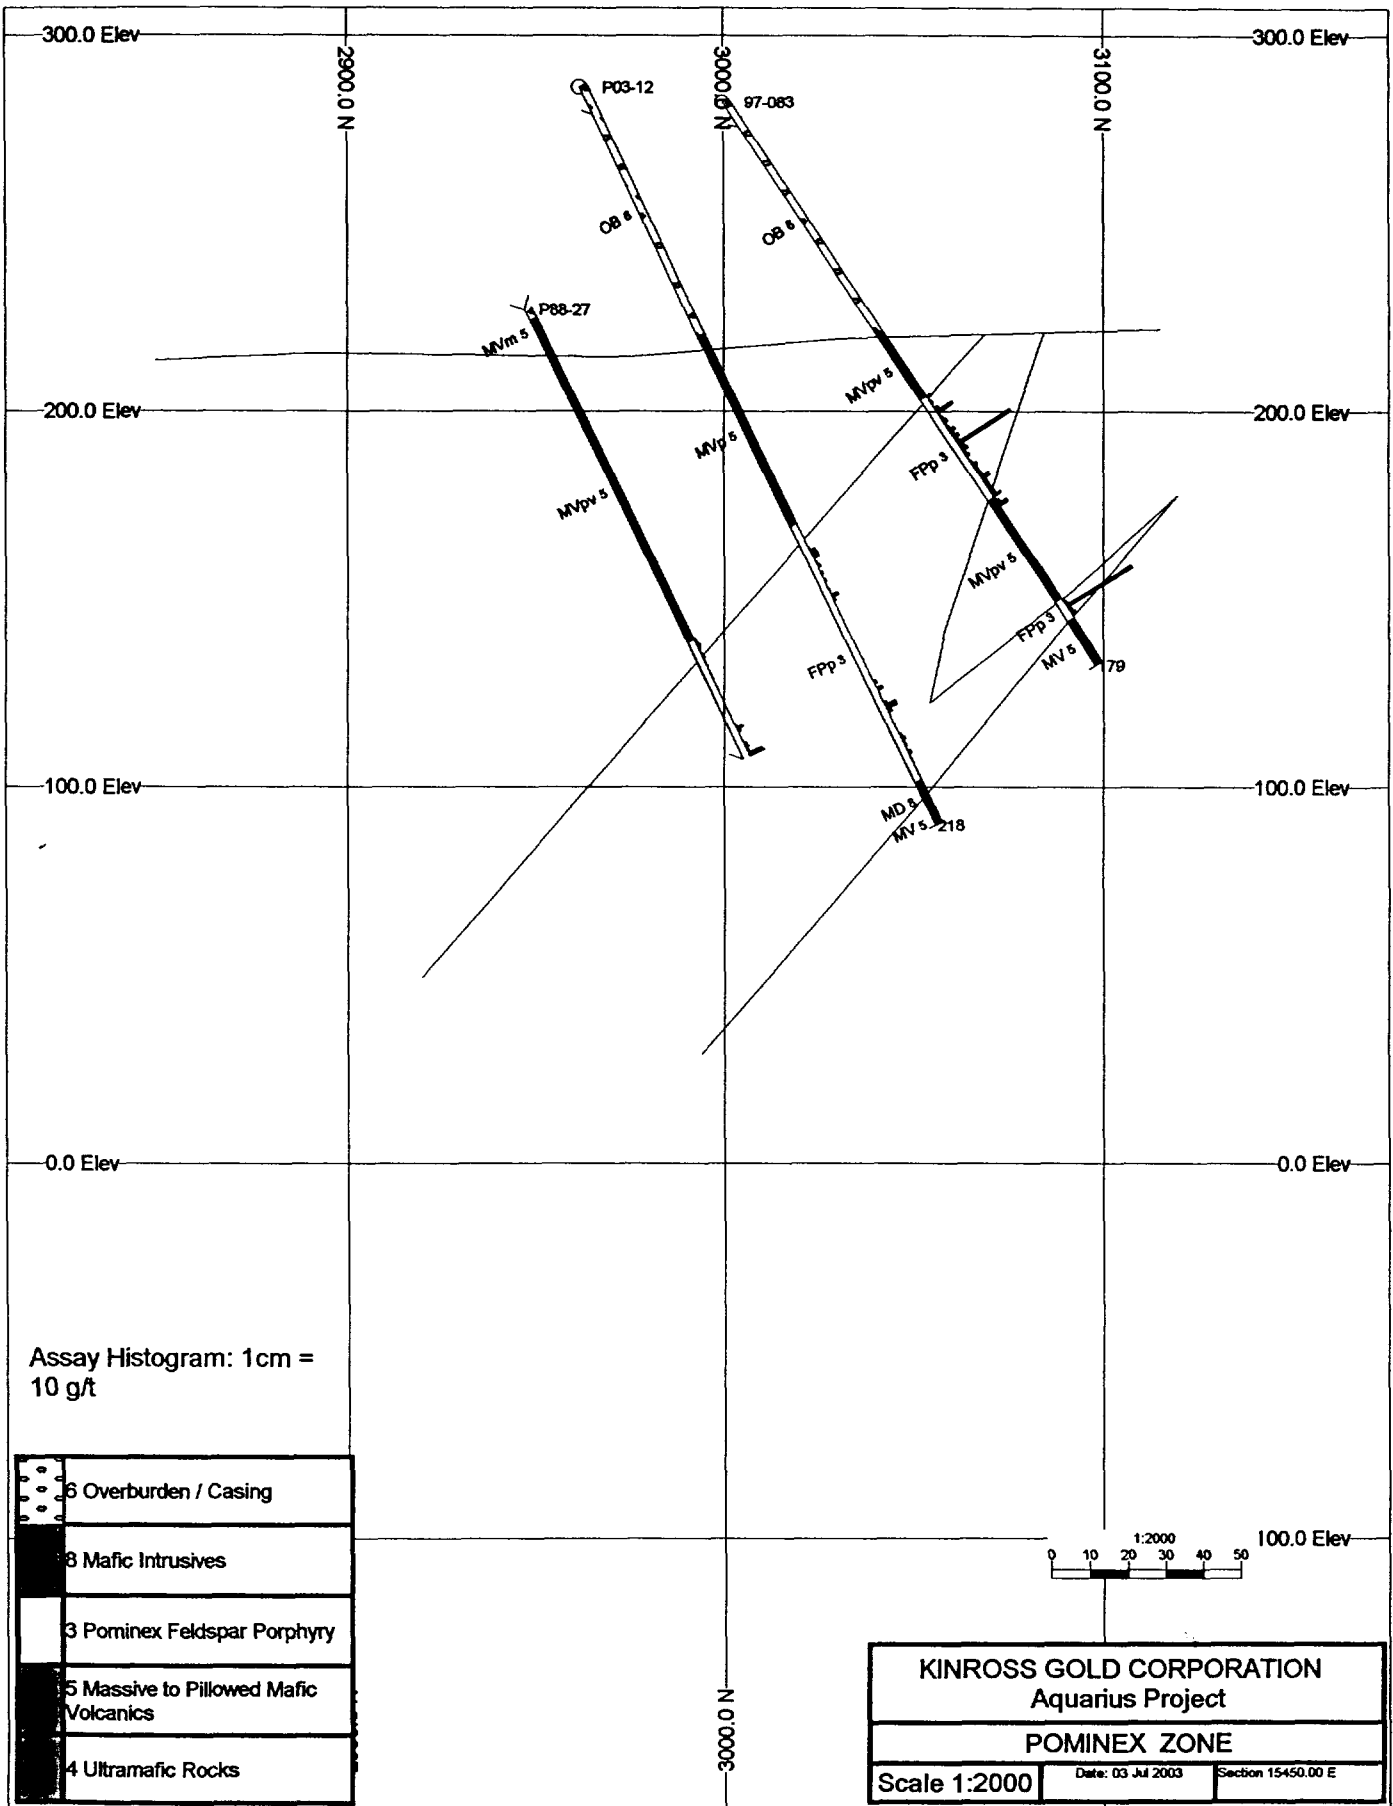 300.0 Elev
300.0 Elev
2900.0 N
3000.0 N
3100.0 N
P03-12
97-083
OB 6
OB 6
P88-27
MVm 5
MVpv 5
200.0 Elev
200.0 Elev
MVp 5
FPp 3
MVpv 5
MVpv 5
FPp 3
FPp 3
MV 5
179
100.0 Elev
100.0 Elev
MD 8
MV 5
218
0.0 Elev
0.0 Elev
Assay Histogram: 1cm =
10 g/t
6 Overburden / Casing
8 Mafic Intrusives
3 Pominex Feldspar Porphyry
5 Massive to Pillowed Mafic
Volcanics
4 Ultramafic Rocks
1:2000
0 10 20 30 40 50
100.0 Elev
3000.0 N
KINROSS GOLD CORPORATION
Aquarius Project
POMINEX ZONE
Scale 1:2000
Date: 03 Jul 2003
Section 15450.00 E